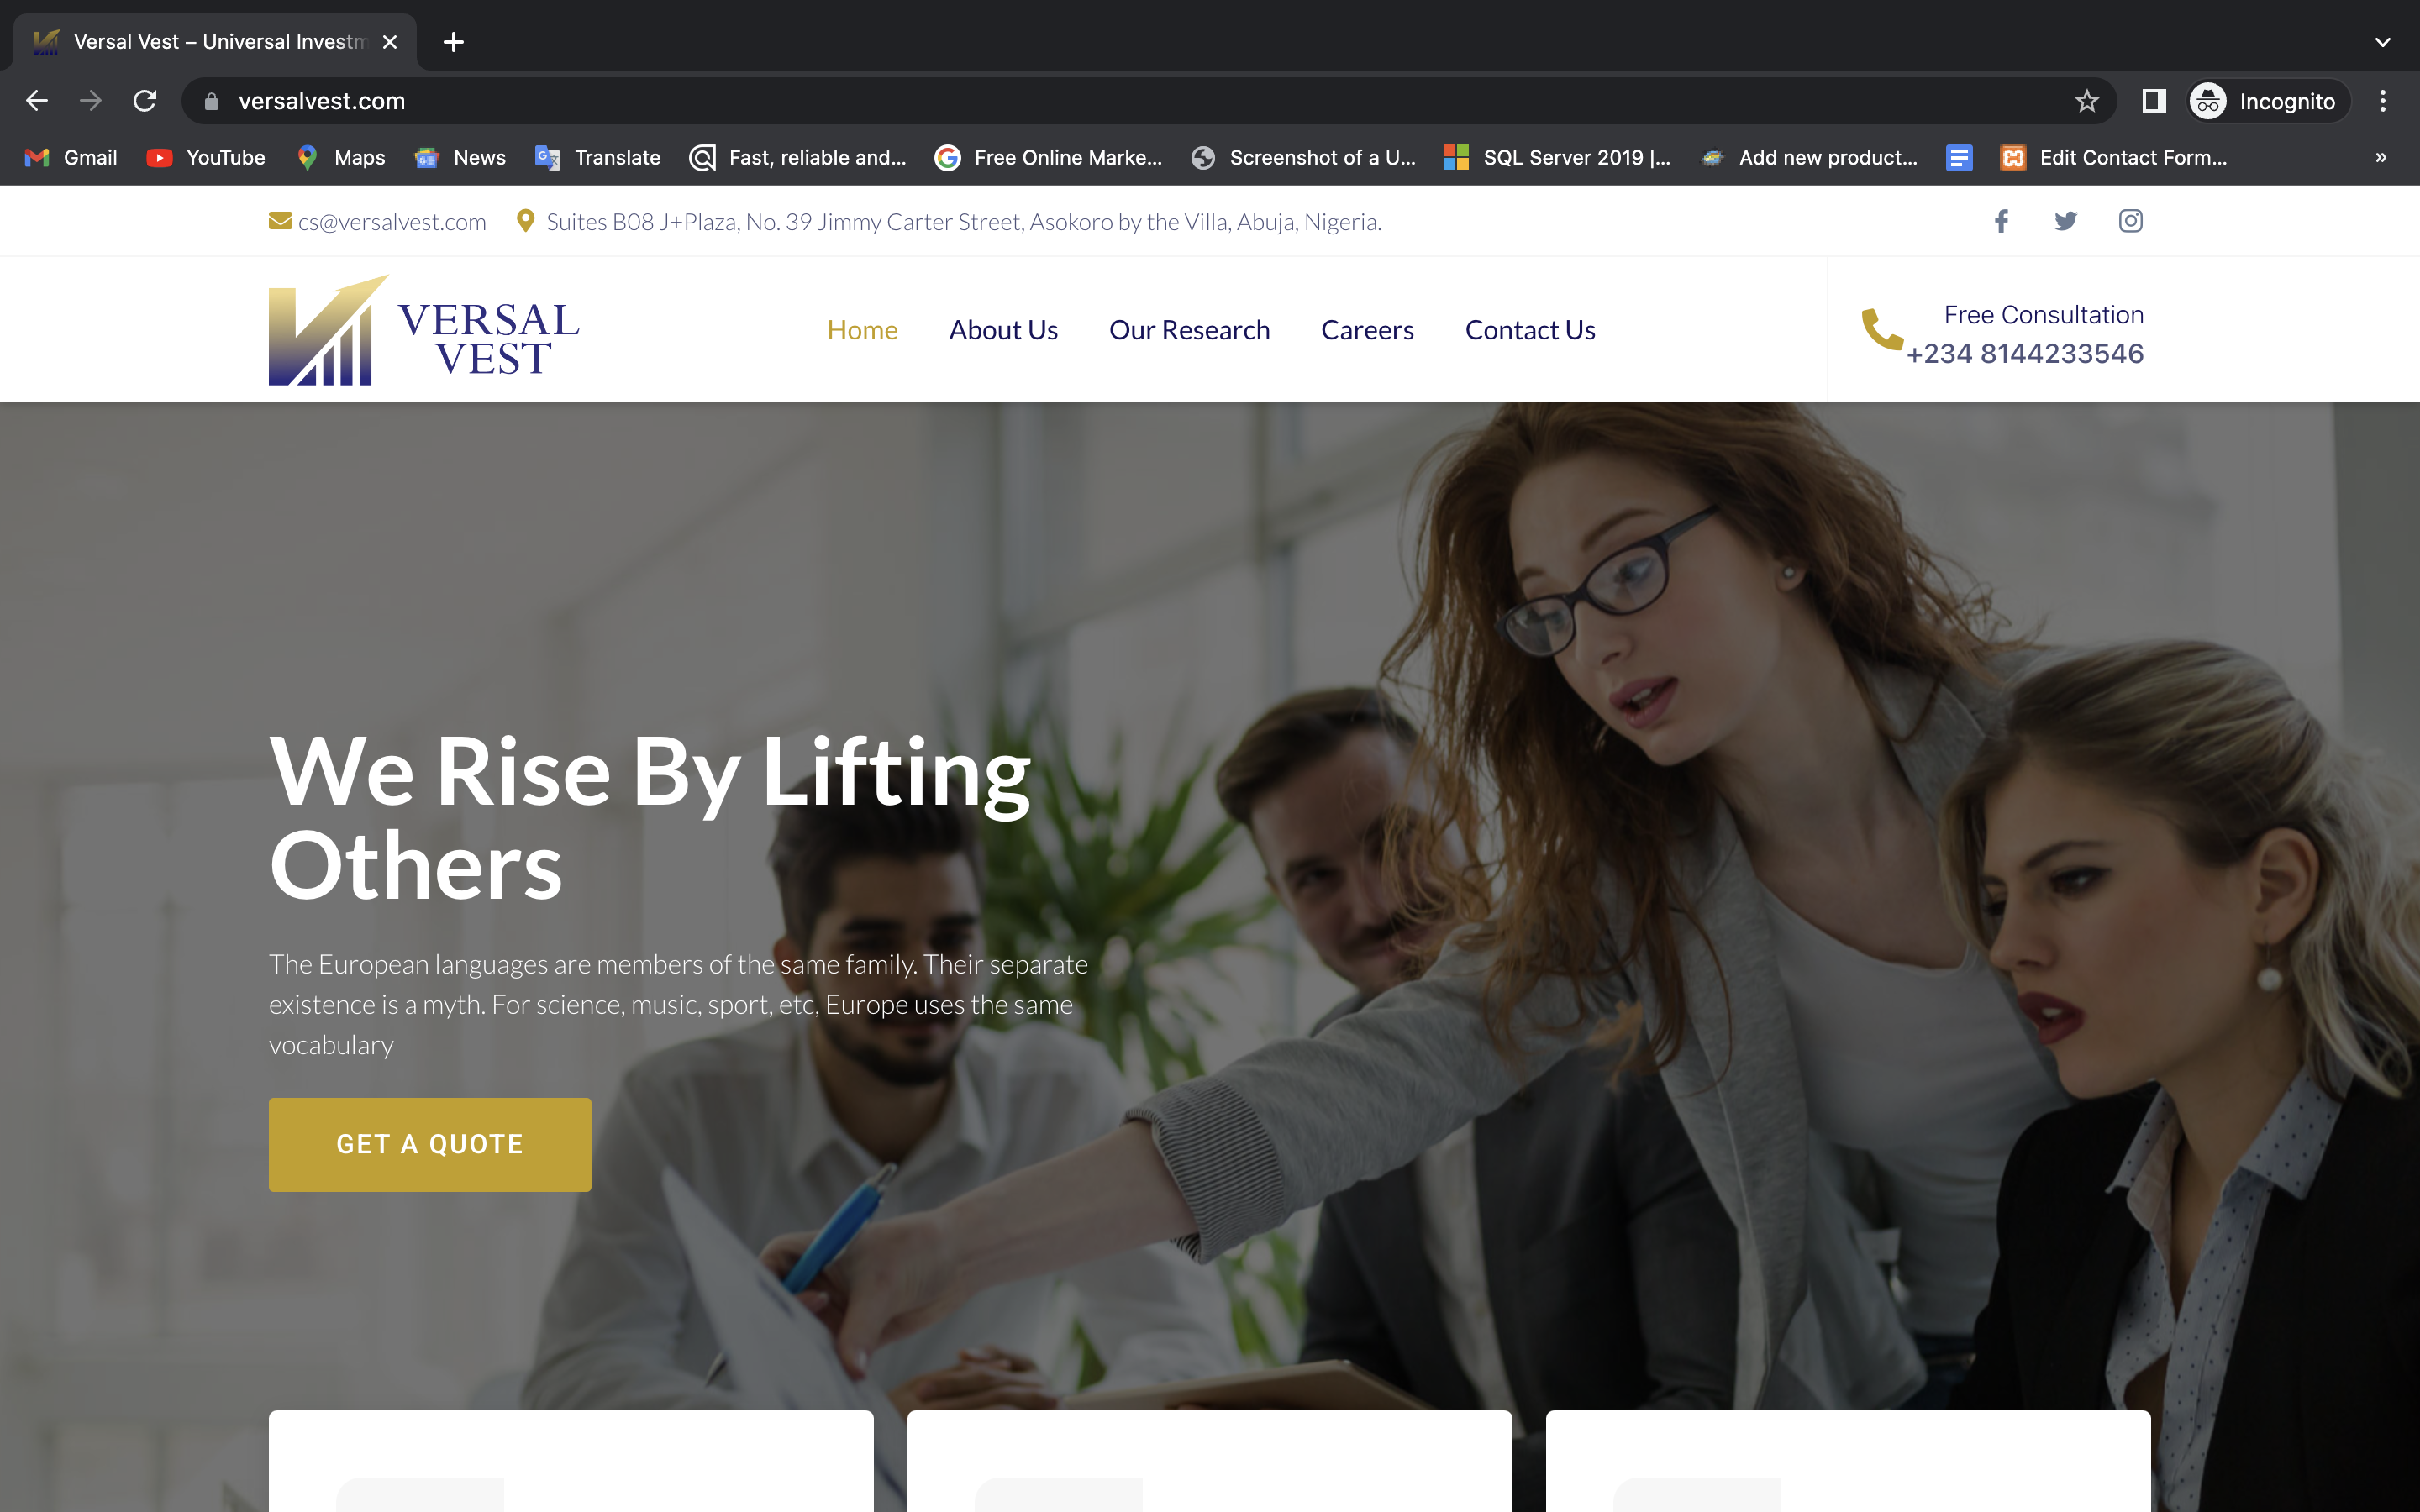 Versal Vest – Universal Investm
versalvest.com
Incognito
Gmail
YouTube
Maps
News
Translate
Fast, reliable and...
Free Online Marke...
Screenshot of a U...
SQL Server 2019 |...
Add new product...
Edit Contact Form...
»
cs@versalvest.com
Suites B08 J+Plaza, No. 39 Jimmy Carter Street, Asokoro by the Villa, Abuja, Nigeria.
VERSAL
VEST
Home
About Us
Our Research
Careers
Contact Us
Free Consultation
+234 8144233546
We Rise By Lifting
Others
The European languages are members of the same family. Their separate
existence is a myth. For science, music, sport, etc, Europe uses the same
vocabulary
GET A QUOTE